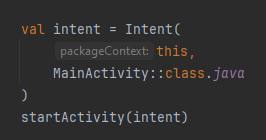 val intent = Intent(
packageContext: this,
MainActivity::class.java
)
startActivity(intent)